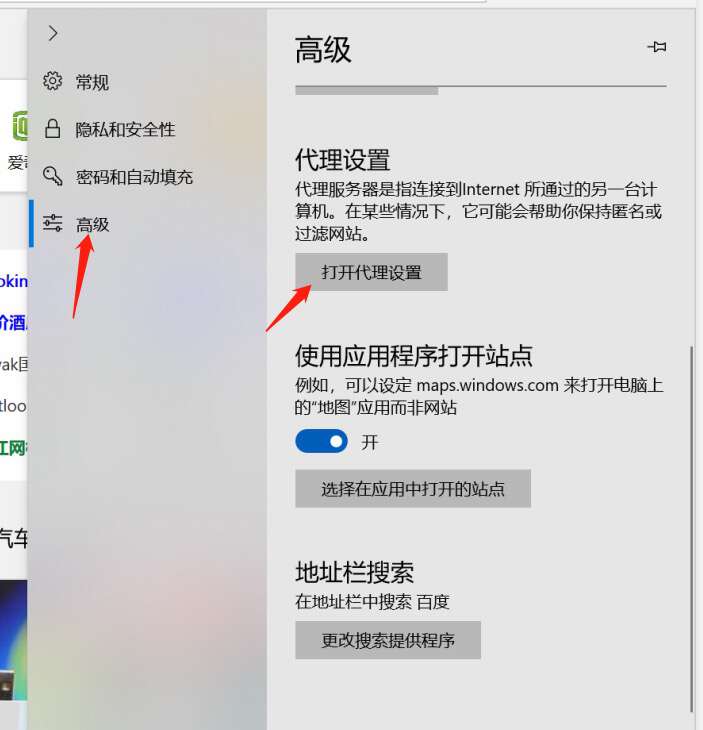 常规
隐私和安全性
密码和自动填充
高级
高级
代理设置
代理服务器是指连接到Internet 所通过的另一台计
算机。在某些情况下，它可能会帮助你保持匿名或
过滤网站。
打开代理设置
使用应用程序打开站点
例如，可以设定 maps.windows.com 来打开电脑上
的“地图”应用而非网站
开
选择在应用中打开的站点
地址栏搜索
在地址栏中搜索 百度
更改搜索提供程序
okin
价酒
yak国
tloo
江网
汽车